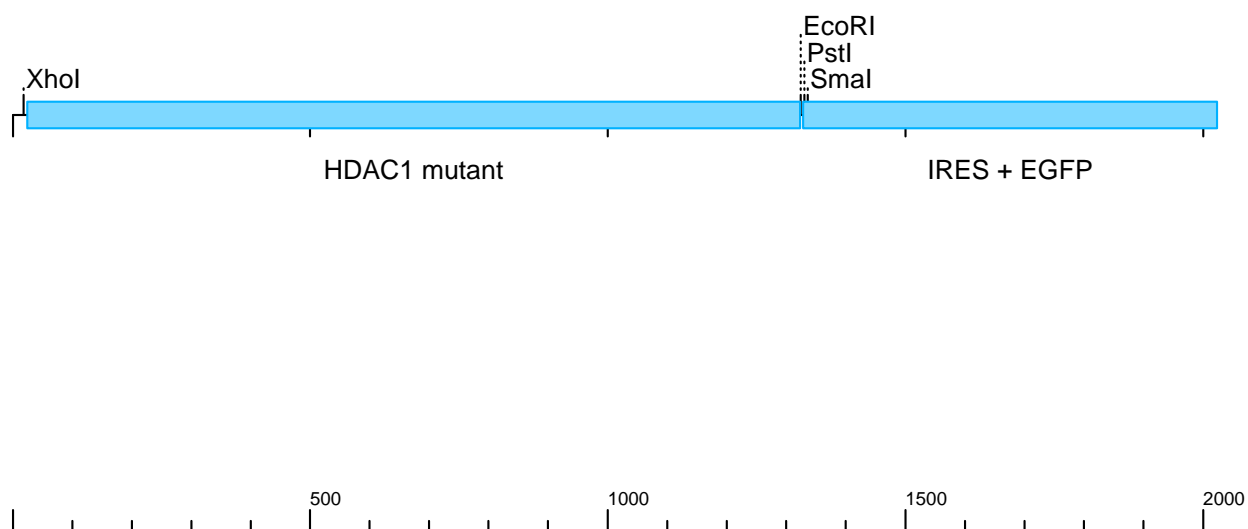 EcoRI
PstI
XhoI
SmaI
HDAC1 mutant
IRES + EGFP
500
1000
1500
2000